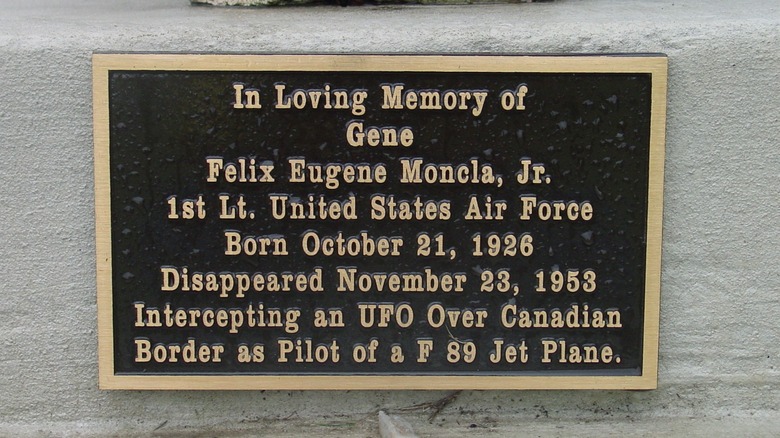 In Loving Memory of
Gene
Felix Eugene Moncla, Jr.
1st Lt. United States Air Force
Born October 21, 1926
Disappeared November 23, 1953
Intercepting an UFO Over Canadian
Border as Pilot of a F 89 Jet Plane.